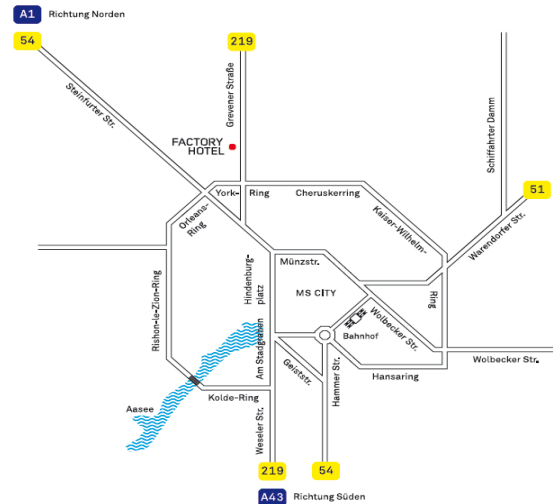 A1 Richtung Norden
54
219
Steinfurter Str.
Grevener Straße
Schiffahrter Damm
FACTORY
HOTEL
51
York-
Ring
Cheruskerring
Orleans-
Ring
Kaiser-Wilhelm-
Ring
Warendorfer Str.
Münzstr.
Hindenburg-
platz
MS CITY
Rishon-le-Zion-Ring
Wolbecker Str.
Bahnhof
Am Stadgraben
Wolbecker Str.
Geiststr.
Hammer Str.
Hansaring
Kolde-Ring
Aasee
Weseler Str.
219
54
A43 Richtung Süden